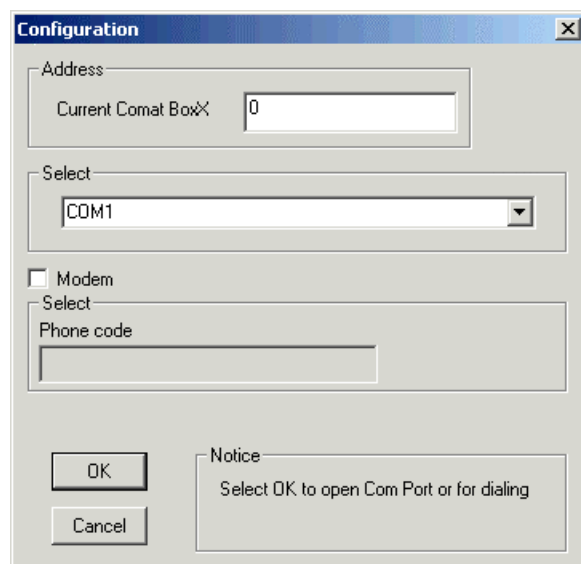 Configuration
Address
Current Comat BoxX
0
Select
COM1
Modem
Select
Phone code
OK
Cancel
Notice
Select OK to open Com Port or for dialing